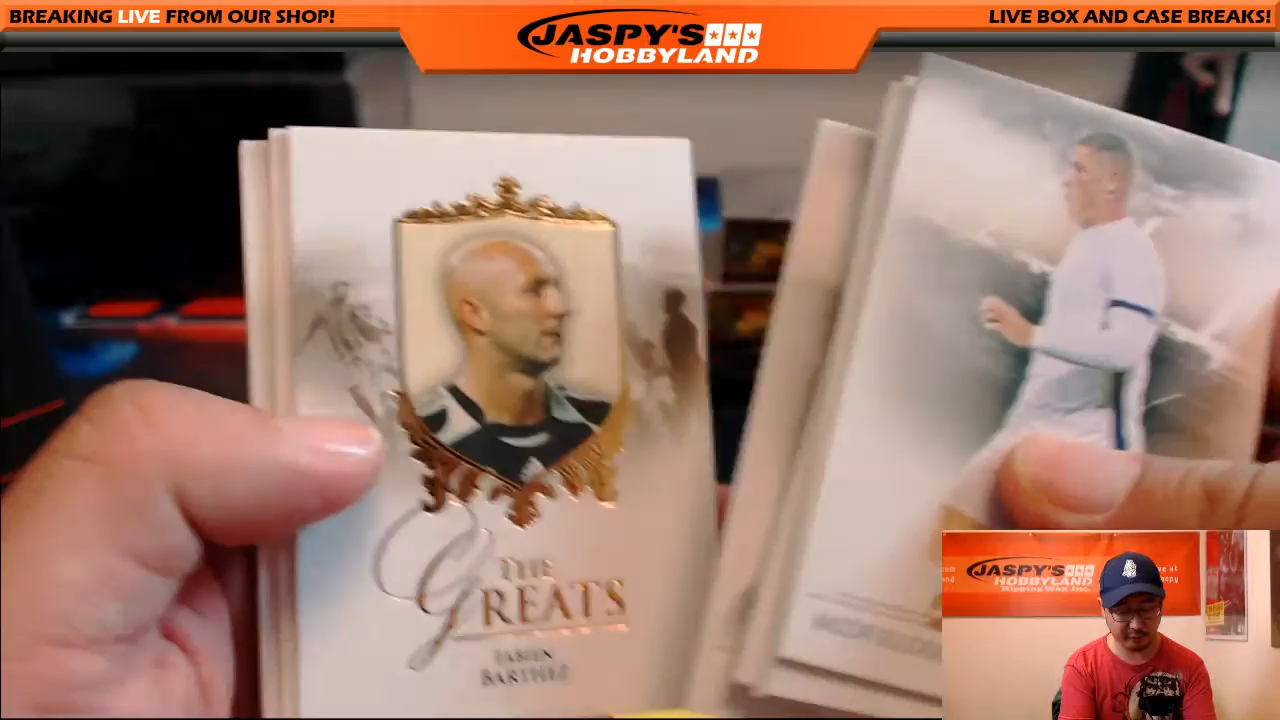 BREAKING LIVE FROM OUR SHOP!
JASPY'S
HOBBYLAND
LIVE BOX AND CASE BREAKS!
THE
GREATS
FABIEN
BARTHEZ
JASPY'S
HOBBYLAND
Ripping Wax Inc.